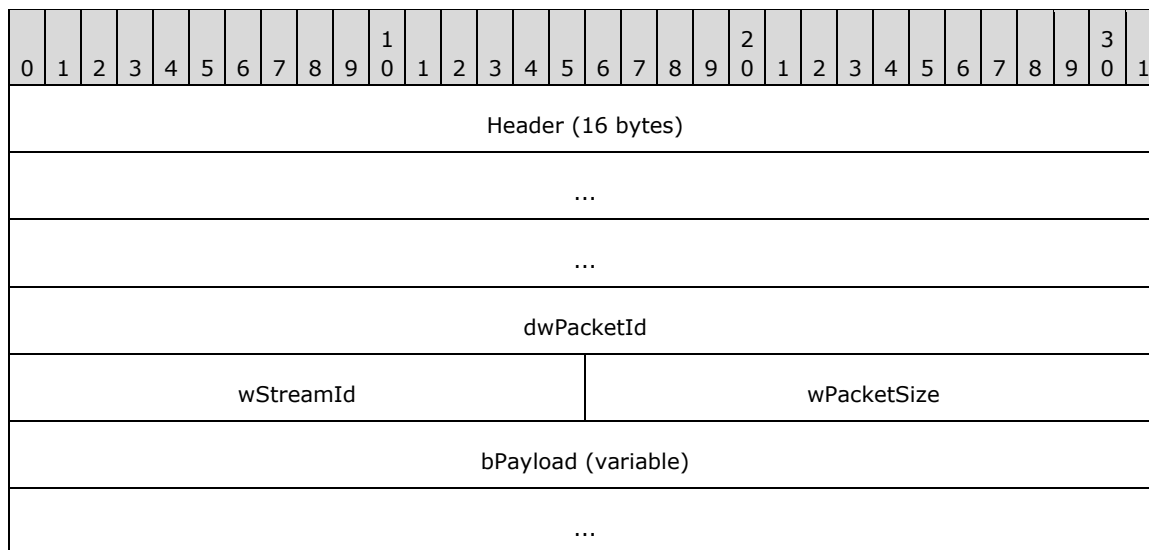 1 2 3
0 1 2 3 4 5 6 7 8 9 0 1 2 3 4 5 6 7 8 9 0 1 2 3 4 5 6 7 8 9 0 1
Header (16 bytes)
...
...
dwPacketId
wStreamId wPacketSize
bPayload (variable)
...